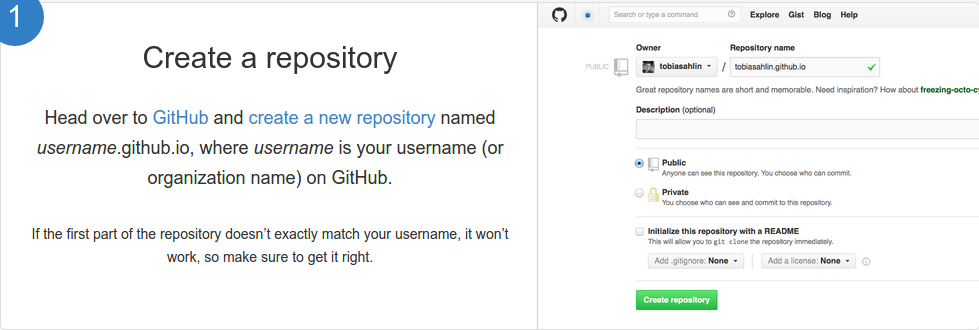 1
Create a repository
Head over to GitHub and create a new repository named
username.github.io, where username is your username (or
organization name) on GitHub.
If the first part of the repository doesn’t exactly match your username, it won’t
work, so make sure to get it right.
Search or type a command
Explore Gist Blog Help
Owner Repository name
PUBLIC tobiasahlin / tobiasahlin.github.io
Great repository names are short and memorable. Need inspiration? How about freezing-octo-cy
Description (optional)
Public
Anyone can see this repository. You choose who can commit.
Private
You choose who can see and commit to this repository.
Initialize this repository with a README
This will allow you to git clone the repository immediately.
Add .gitignore: None Add a license: None
Create repository